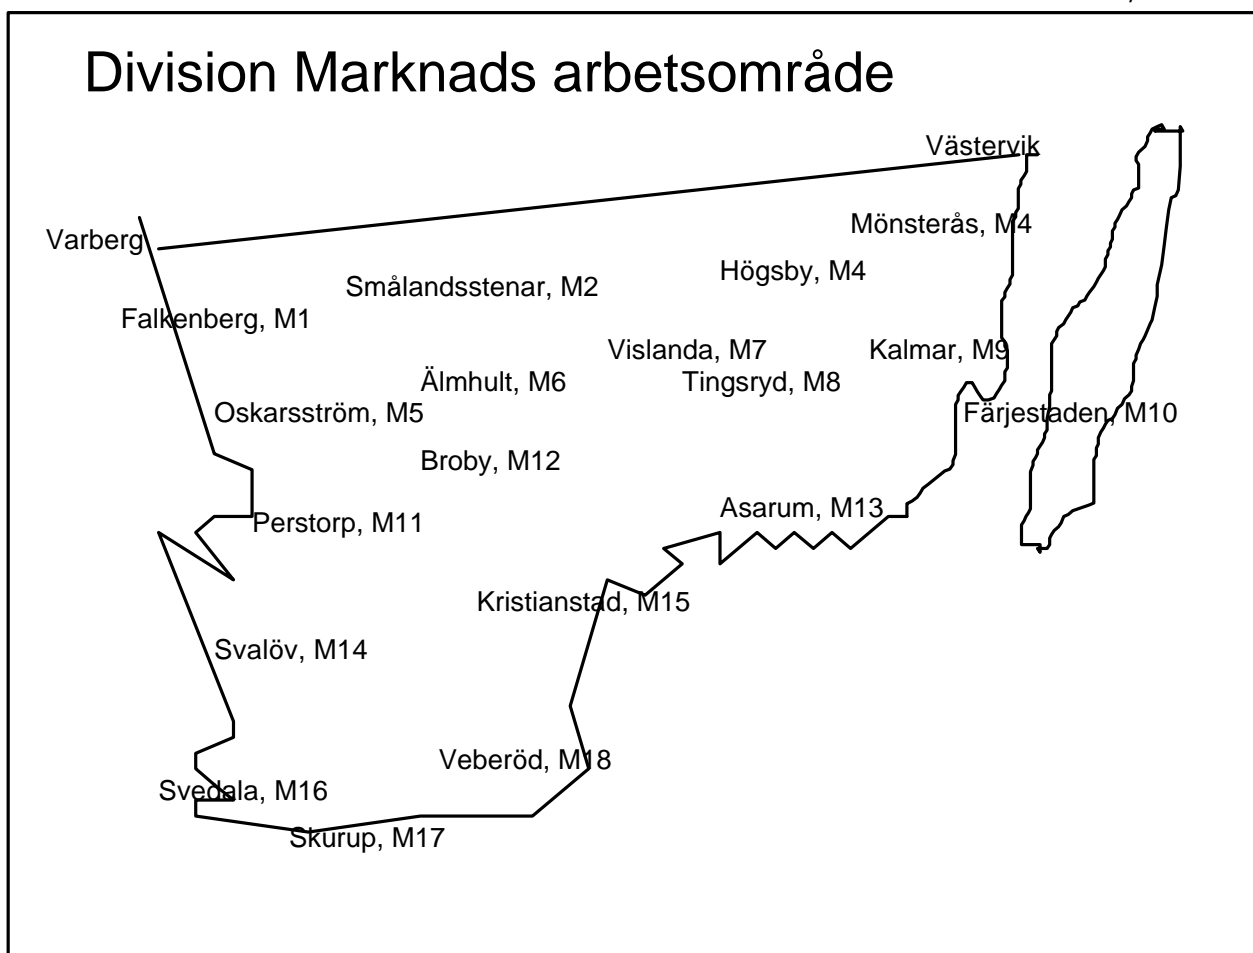 Division Marknads arbetsområde
Västervik
Mönsterås, M4
Varberg
Högsby, M4
Smålandsstenar, M2
Falkenberg, M1
Vislanda, M7
Kalmar, M9
Älmhult, M6
Tingsryd, M8
Oskarsström, M5
Färjestaden, M10
Broby, M12
Asarum, M13
Perstorp, M11
Kristianstad, M15
Svalöv, M14
Veberöd, M18
Svedala, M16
Skurup, M17